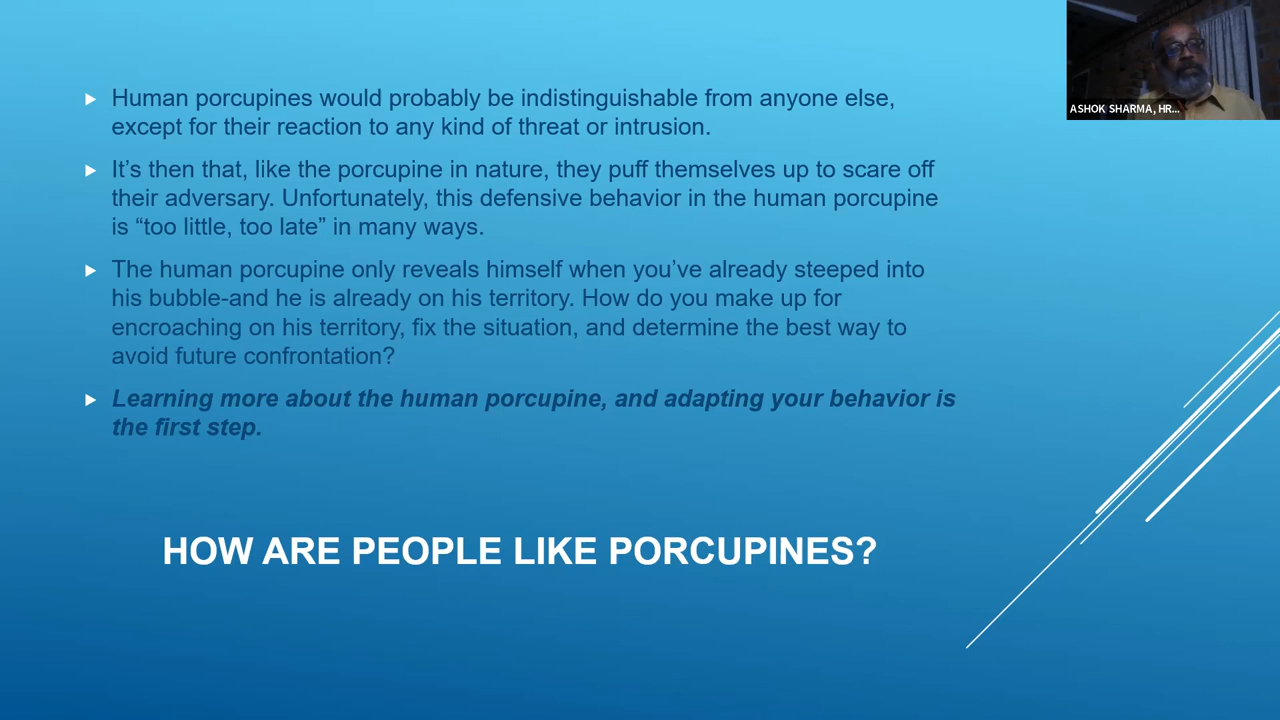 Human porcupines would probably be indistinguishable from anyone else,
except for their reaction to any kind of threat or intrusion.
It’s then that, like the porcupine in nature, they puff themselves up to scare off
their adversary. Unfortunately, this defensive behavior in the human porcupine
is “too little, too late” in many ways.
The human porcupine only reveals himself when you’ve already steeped into
his bubble-and he is already on his territory. How do you make up for
encroaching on his territory, fix the situation, and determine the best way to
avoid future confrontation?
Learning more about the human porcupine, and adapting your behavior is
the first step.
HOW ARE PEOPLE LIKE PORCUPINES?
ASHOK SHARMA, HR...